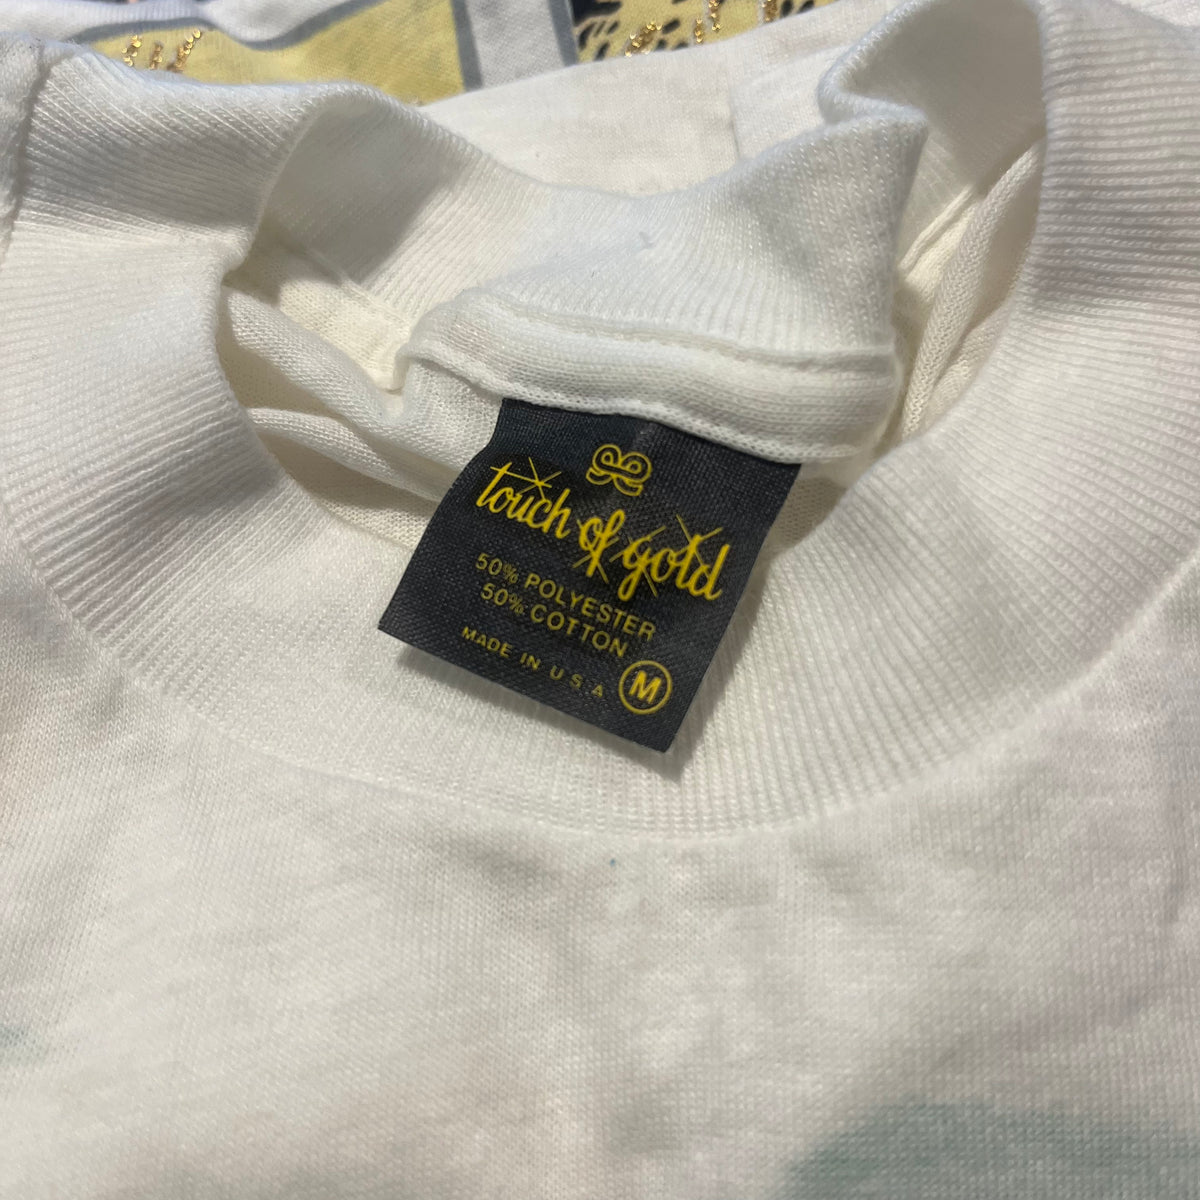 touch of gold
50% POLYESTER
50% COTTON
MADE IN U.S.A
M